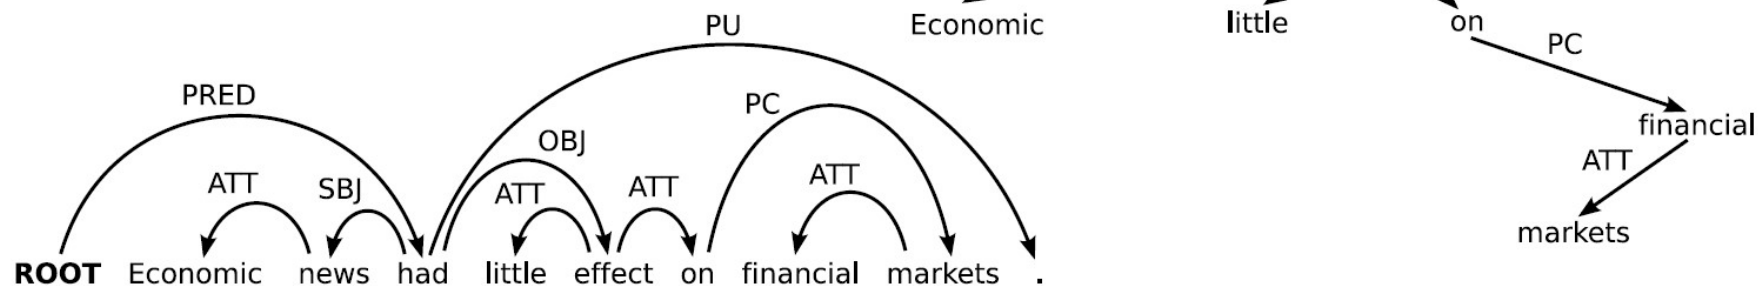 PU
PRED
PC
OBJ
ATT
SBJ
ATT
ATT
ATT
ROOT Economic news had little effect on financial markets .
Economic
little
on
PC
financial
ATT
markets